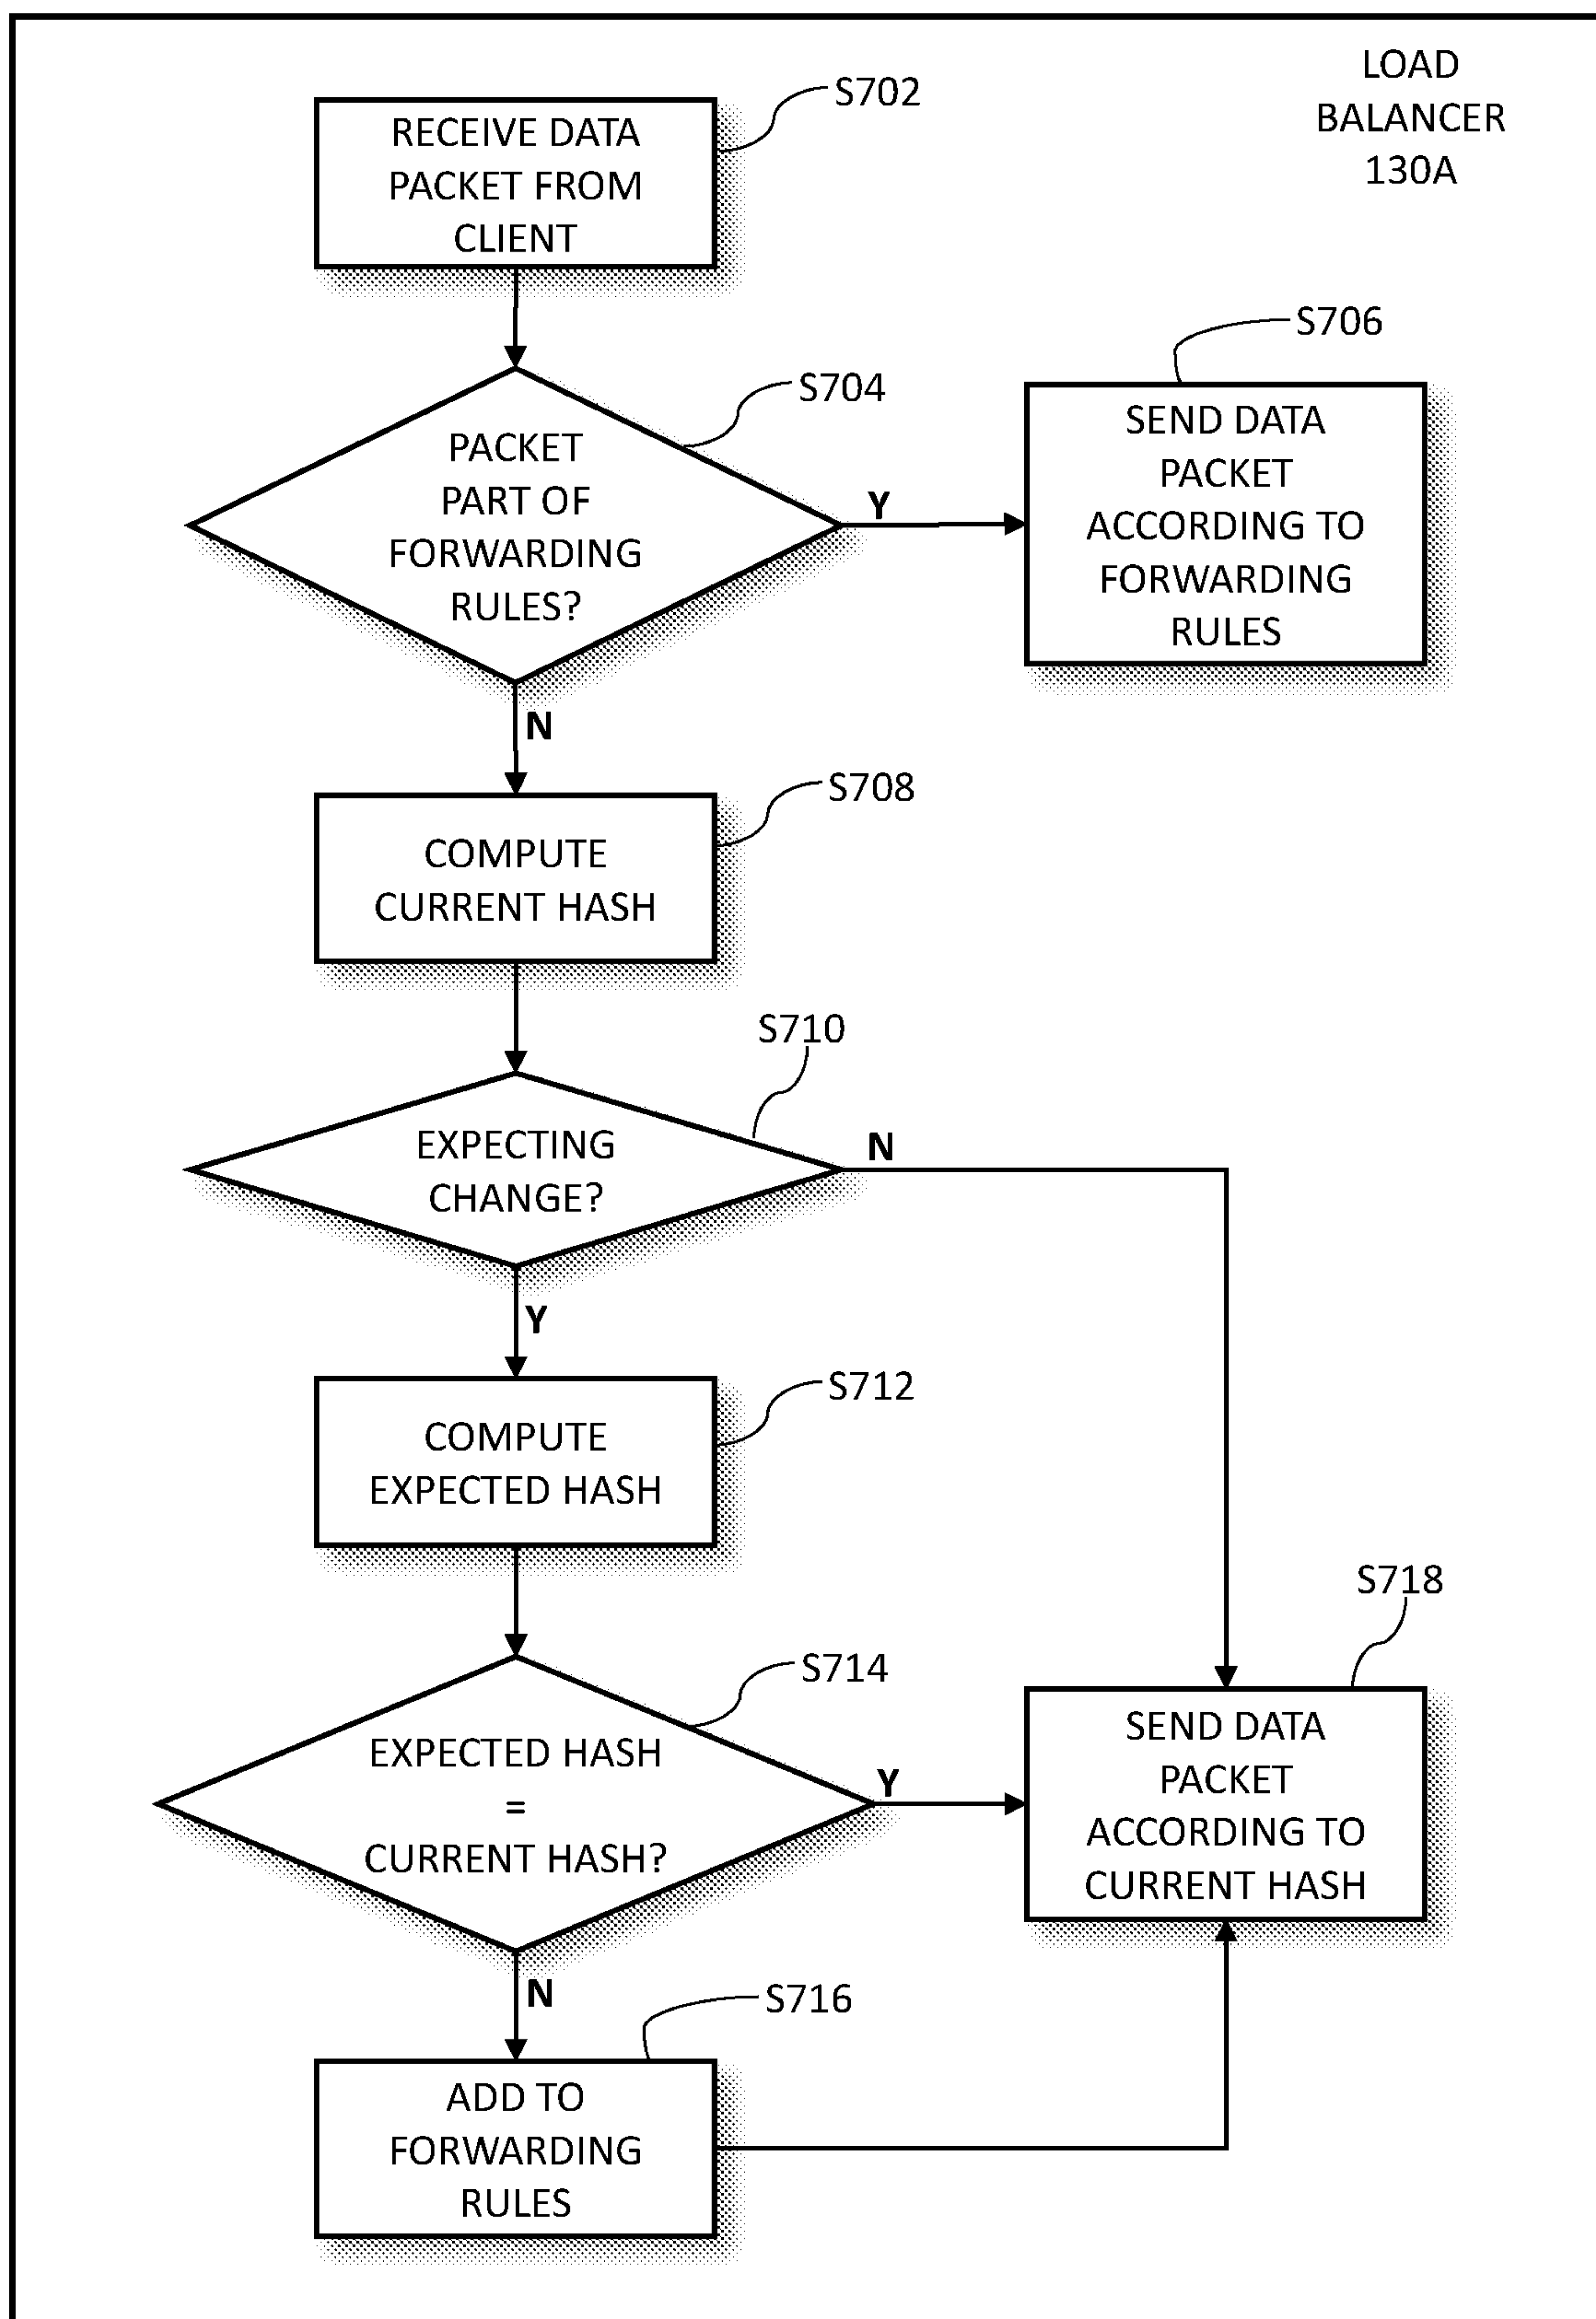 LOAD
BALANCER
130A
S702
RECEIVE DATA
PACKET FROM
CLIENT
S704
PACKET
PART OF
FORWARDING
RULES?
Y
S706
SEND DATA
PACKET
ACCORDING TO
FORWARDING
RULES
N
S708
COMPUTE
CURRENT HASH
S710
EXPECTING
CHANGE?
N
Y
S712
COMPUTE
EXPECTED HASH
S714
EXPECTED HASH
=
CURRENT HASH?
Y
S718
SEND DATA
PACKET
ACCORDING TO
CURRENT HASH
N
S716
ADD TO
FORWARDING
RULES